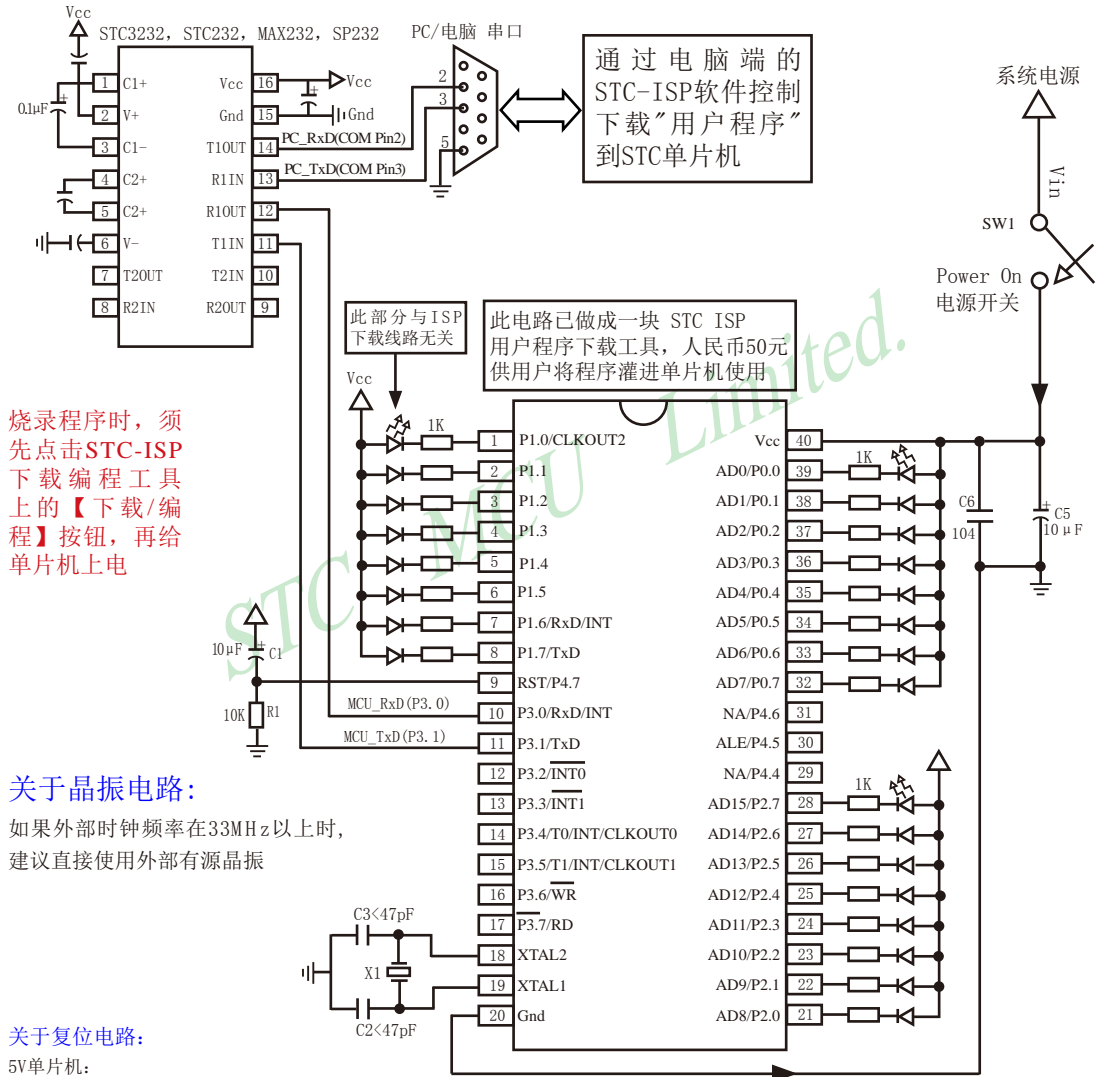 Vcc
STC3232, STC232, MAX232, SP232
PC/电脑 串口
通过电脑端的
STC-ISP软件控制
下载"用户程序"
到STC单片机
系统电源
Vin
SW1
Power On
电源开关
0.1μF
1 C1+
2 V+
3 C1-
4 C2+
5 C2+
6 V-
7 T2OUT
8 R2IN
Vcc 16
Vcc
Gnd 15
Gnd
T1OUT 14
PC_RxD(COM Pin2)
R1IN 13
PC_TxD(COM Pin3)
R1OUT 12
T1IN 11
T2IN 10
R2OUT 9
2
3
5
此部分与ISP
下载线路无关
此电路已做成一块 STC ISP
用户程序下载工具，人民币50元
供用户将程序灌进单片机使用
Vcc
1K
烧录程序时，须
先点击STC-ISP
下载编程工具
上的【下载/编
程】按钮，再给
单片机上电
1 P1.0/CLKOUT2
2 P1.1
3 P1.2
4 P1.3
5 P1.4
6 P1.5
7 P1.6/RxD/INT
8 P1.7/TxD
9 RST/P4.7
10 P3.0/RxD/INT
11 P3.1/TxD
12 P3.2/INT0
13 P3.3/INT1
14 P3.4/T0/INT/CLKOUT0
15 P3.5/T1/INT/CLKOUT1
16 P3.6/WR
17 P3.7/RD
18 XTAL2
19 XTAL1
20 Gnd
Vcc 40
AD0/P0.0 39
AD1/P0.1 38
AD2/P0.2 37
AD3/P0.3 36
AD4/P0.4 35
AD5/P0.5 34
AD6/P0.6 33
AD7/P0.7 32
NA/P4.6 31
ALE/P4.5 30
NA/P4.4 29
AD15/P2.7 28
AD14/P2.6 27
AD13/P2.5 26
AD12/P2.4 25
AD11/P2.3 24
AD10/P2.2 23
AD9/P2.1 22
AD8/P2.0 21
1K
C6
104
C5
10μF
1K
10μF
C1
10K
R1
MCU_RxD(P3.0)
MCU_TxD(P3.1)
关于晶振电路:
如果外部时钟频率在33MHz以上时,
建议直接使用外部有源晶振
C3<47pF
X1
C2<47pF
关于复位电路:
5V单片机:
STC MCU Limited.